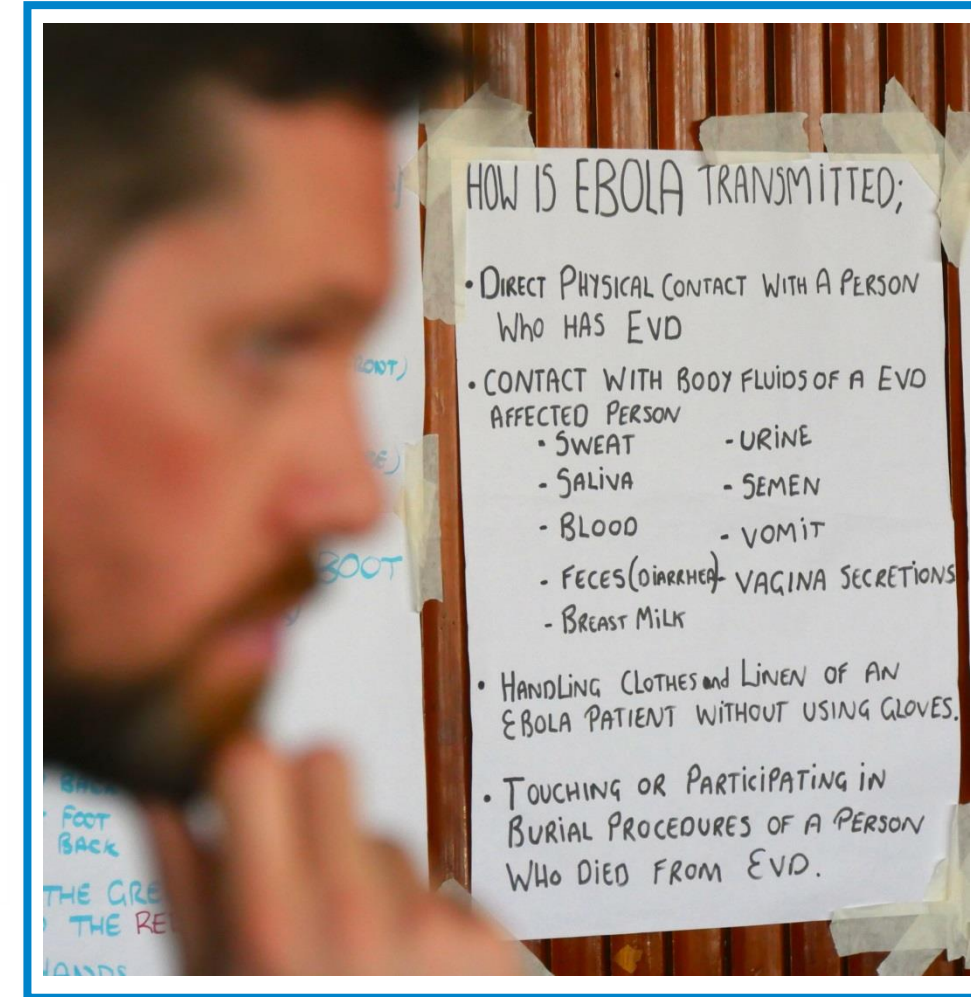 HOW IS EBOLA TRANSMITTED;
• DIRECT PHYSICAL CONTACT WITH A PERSON
WHO HAS EVD
• CONTACT WITH BODY FLUIDS OF A EVD
AFFECTED PERSON
- SWEAT - URINE
- SALIVA - SEMEN
- BLOOD - VOMIT
- FECES (DIARRHEA) - VAGINA SECRETIONS
- BREAST MILK
• HANDLING CLOTHES and LINEN OF AN
EBOLA PATIENT WITHOUT USING GLOVES.
• TOUCHING OR PARTICIPATING IN
BURIAL PROCEDURES OF A PERSON
WHO DIED FROM EVD.
BOOT
BACK
FOOT
BACK
THE
THE
HANDS